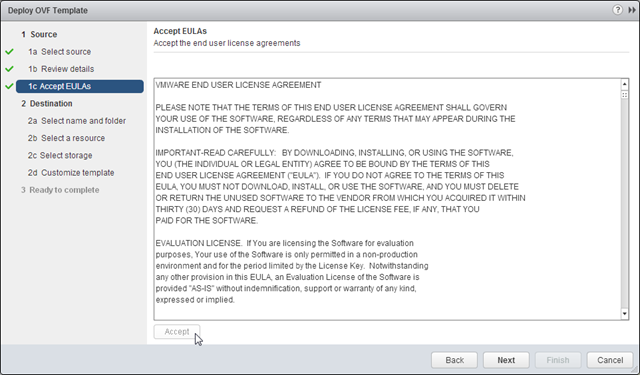 Deploy OVF Template
?
1 Source
1a Select source
1b Review details
1c Accept EULAs
2 Destination
2a Select name and folder
2b Select a resource
2c Select storage
2d Customize template
3 Ready to complete
Accept EULAs
Accept the end user license agreements
VMWARE END USER LICENSE AGREEMENT
PLEASE NOTE THAT THE TERMS OF THIS END USER LICENSE AGREEMENT SHALL GOVERN
YOUR USE OF THE SOFTWARE, REGARDLESS OF ANY TERMS THAT MAY APPEAR DURING THE
INSTALLATION OF THE SOFTWARE.
IMPORTANT-READ CAREFULLY:   BY DOWNLOADING, INSTALLING, OR USING THE SOFTWARE,
YOU (THE INDIVIDUAL OR LEGAL ENTITY) AGREE TO BE BOUND BY THE TERMS OF THIS
END USER LICENSE AGREEMENT ("EULA").  IF YOU DO NOT AGREE TO THE TERMS OF THIS
EULA, YOU MUST NOT DOWNLOAD, INSTALL, OR USE THE SOFTWARE, AND YOU MUST DELETE
OR RETURN THE UNUSED SOFTWARE TO THE VENDOR FROM WHICH YOU ACQUIRED IT WITHIN
THIRTY (30) DAYS AND REQUEST A REFUND OF THE LICENSE FEE, IF ANY, THAT YOU
PAID FOR THE SOFTWARE.
EVALUATION LICENSE.  If You are licensing the Software for evaluation
purposes, Your use of the Software is only permitted in a non-production
environment and for the period limited by the License Key.  Notwithstanding
any other provision in this EULA, an Evaluation License of the Software is
provided "AS-IS" without indemnification, support or warranty of any kind,
expressed or implied.
Accept
Back
Next
Finish
Cancel